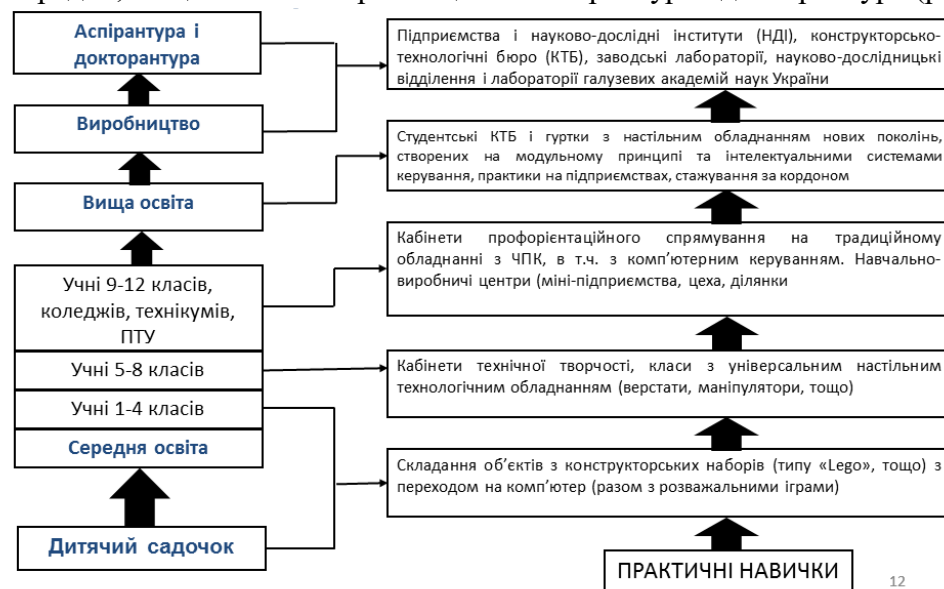 Аспірантура і
докторантура
Виробництво
Вища освіта
Учні 9-12 класів,
коледжів, технікумів,
ПТУ
Учні 5-8 класів
Учні 1-4 класів
Середня освіта
Дитячий садочок
Підприємства і науково-дослідні інститути (НДІ), конструкторсько-
технологічні бюро (КТБ), заводські лабораторії, науково-дослідницькі
відділення і лабораторії галузевих академій наук України
Студентські КТБ і гуртки з настільним обладнанням нових поколінь,
створених на модульному принципі та інтелектуальними системами
керування, практики на підприємствах, стажування за кордоном
Кабінети профорієнтаційного спрямування на традиційному
обладнанні з ЧПК, в т.ч. з комп’ютерним керуванням. Навчально-
виробничі центри (міні-підприємства, цеха, ділянки
Кабінети технічної творчості, класи з універсальним настільним
технологічним обладнанням (верстати, маніпулятори, тощо)
Складання об’єктів з конструкторських наборів (типу «Lego», тощо) з
переходом на комп’ютер (разом з розважальними іграми)
ПРАКТИЧНІ НАВИЧКИ
12